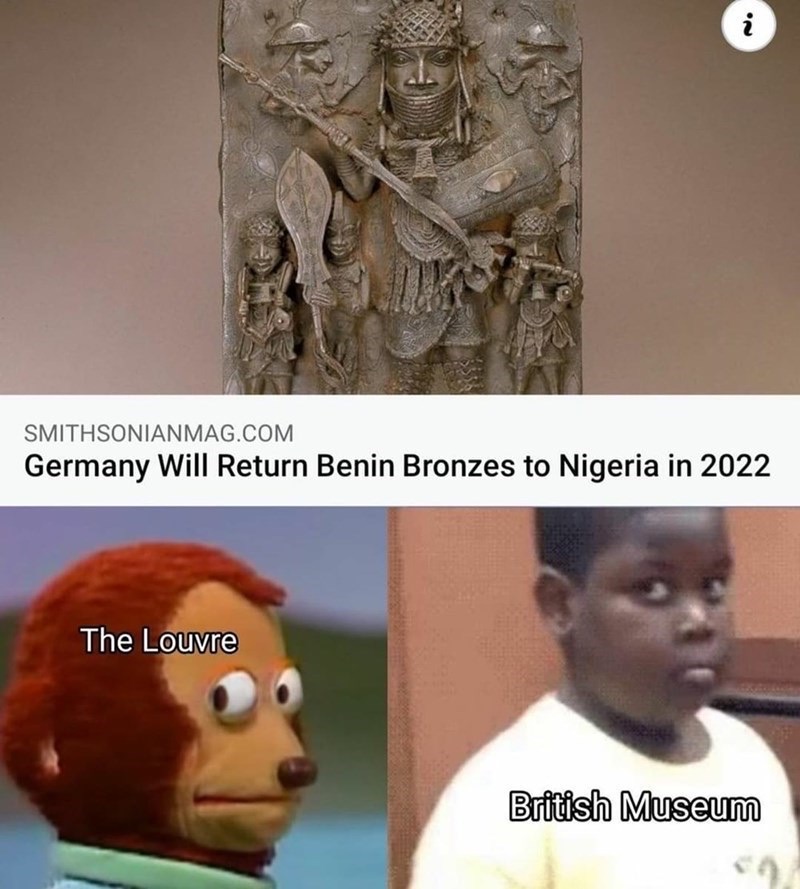 i
SMITHSONIANMAG.COM
Germany Will Return Benin Bronzes to Nigeria in 2022
The Louvre
British Museum